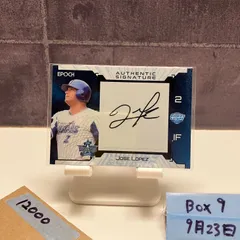 EPOCH
AUTHENTIC
SIGNATURE
2
IF
JOSE LOPEZ
12000
BOX 9
9月23日